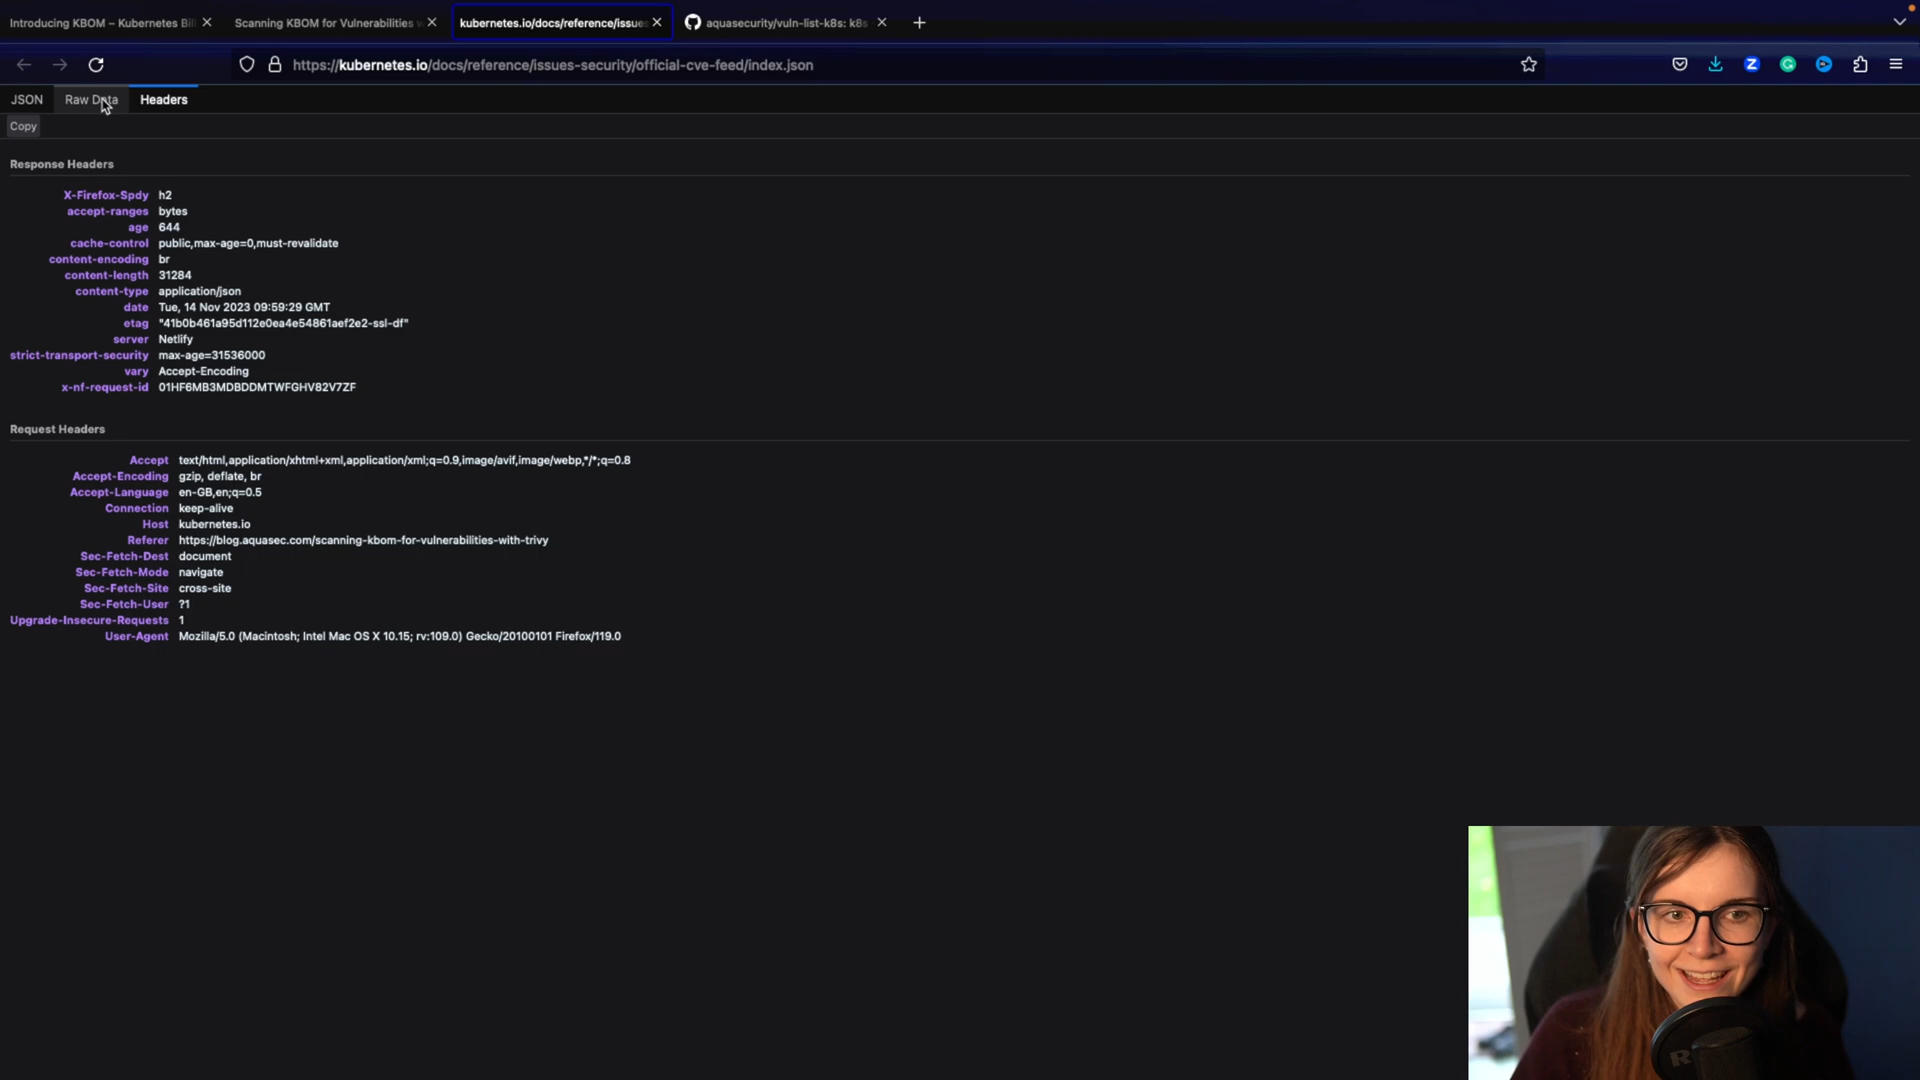 Introducing KBOM – Kubernetes Bil
Scanning KBOM for Vulnerabilities w
kubernetes.io/docs/reference/issues
aquasecurity/vuln-list-k8s: k8s
https://kubernetes.io/docs/reference/issues-security/official-cve-feed/index.json
JSON Raw Data Headers
Copy
Response Headers
X-Firefox-Spdy h2
accept-ranges bytes
age 644
cache-control public,max-age=0,must-revalidate
content-encoding br
content-length 31284
content-type application/json
date Tue, 14 Nov 2023 09:59:29 GMT
etag "41b0b461a95d112e0ea4e54861aef2e2-ssl-df"
server Netlify
strict-transport-security max-age=31536000
vary Accept-Encoding
x-nf-request-id 01HF6MB3MDBDDMTWFGHV82V7ZF
Request Headers
Accept text/html,application/xhtml+xml,application/xml;q=0.9,image/avif,image/webp,*/*;q=0.8
Accept-Encoding gzip, deflate, br
Accept-Language en-GB,en;q=0.5
Connection keep-alive
Host kubernetes.io
Referer https://blog.aquasec.com/scanning-kbom-for-vulnerabilities-with-trivy
Sec-Fetch-Dest document
Sec-Fetch-Mode navigate
Sec-Fetch-Site cross-site
Sec-Fetch-User ?1
Upgrade-Insecure-Requests 1
User-Agent Mozilla/5.0 (Macintosh; Intel Mac OS X 10.15; rv:109.0) Gecko/20100101 Firefox/119.0